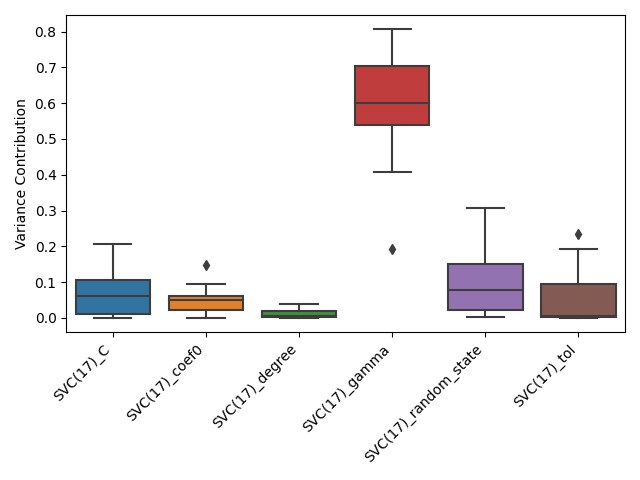 Variance Contribution
0.8
0.7
0.6
0.5
0.4
0.3
0.2
0.1
0.0
SVC(17)_C
SVC(17)_coef0
SVC(17)_degree
SVC(17)_gamma
SVC(17)_random_state
SVC(17)_tol